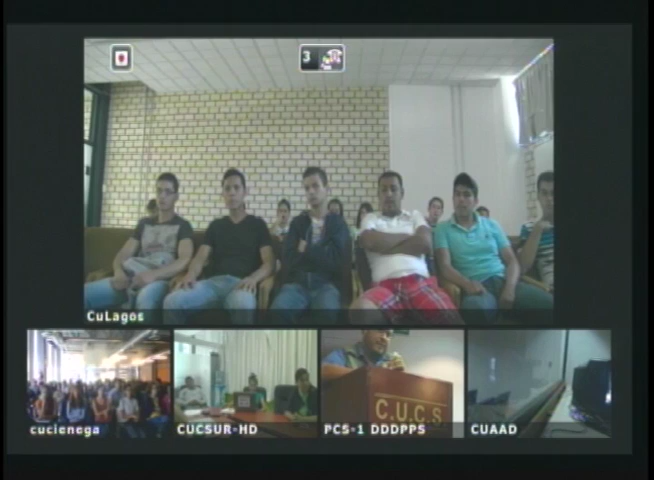 3
CuLagos
cucienega
CUCSUR-HD
PCS-1 DDDPPS
CUAAD
C.U.C.S